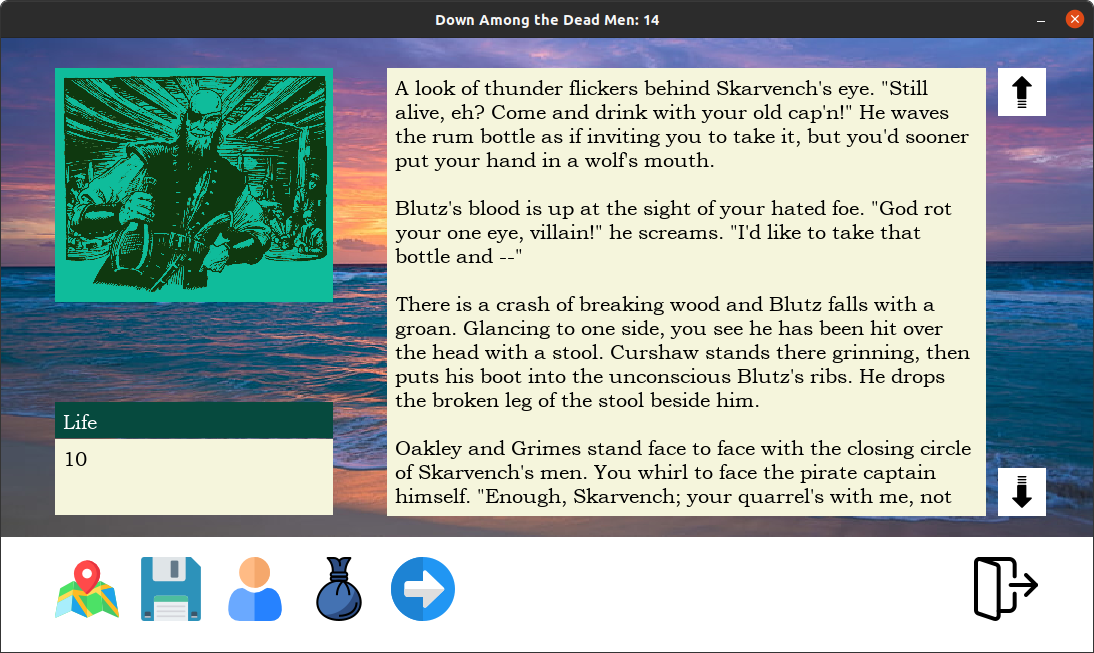 Down Among the Dead Men: 14
A look of thunder flickers behind Skarvench's eye. "Still
alive, eh? Come and drink with your old cap'n!" He waves
the rum bottle as if inviting you to take it, but you'd sooner
put your hand in a wolf's mouth.
Blutz's blood is up at the sight of your hated foe. "God rot
your one eye, villain!" he screams. "I'd like to take that
bottle and --"
There is a crash of breaking wood and Blutz falls with a
groan. Glancing to one side, you see he has been hit over
the head with a stool. Curshaw stands there grinning, then
puts his boot into the unconscious Blutz's ribs. He drops
the broken leg of the stool beside him.
Oakley and Grimes stand face to face with the closing circle
of Skarvench's men. You whirl to face the pirate captain
himself. "Enough, Skarvench; your quarrel's with me, not
Life
10